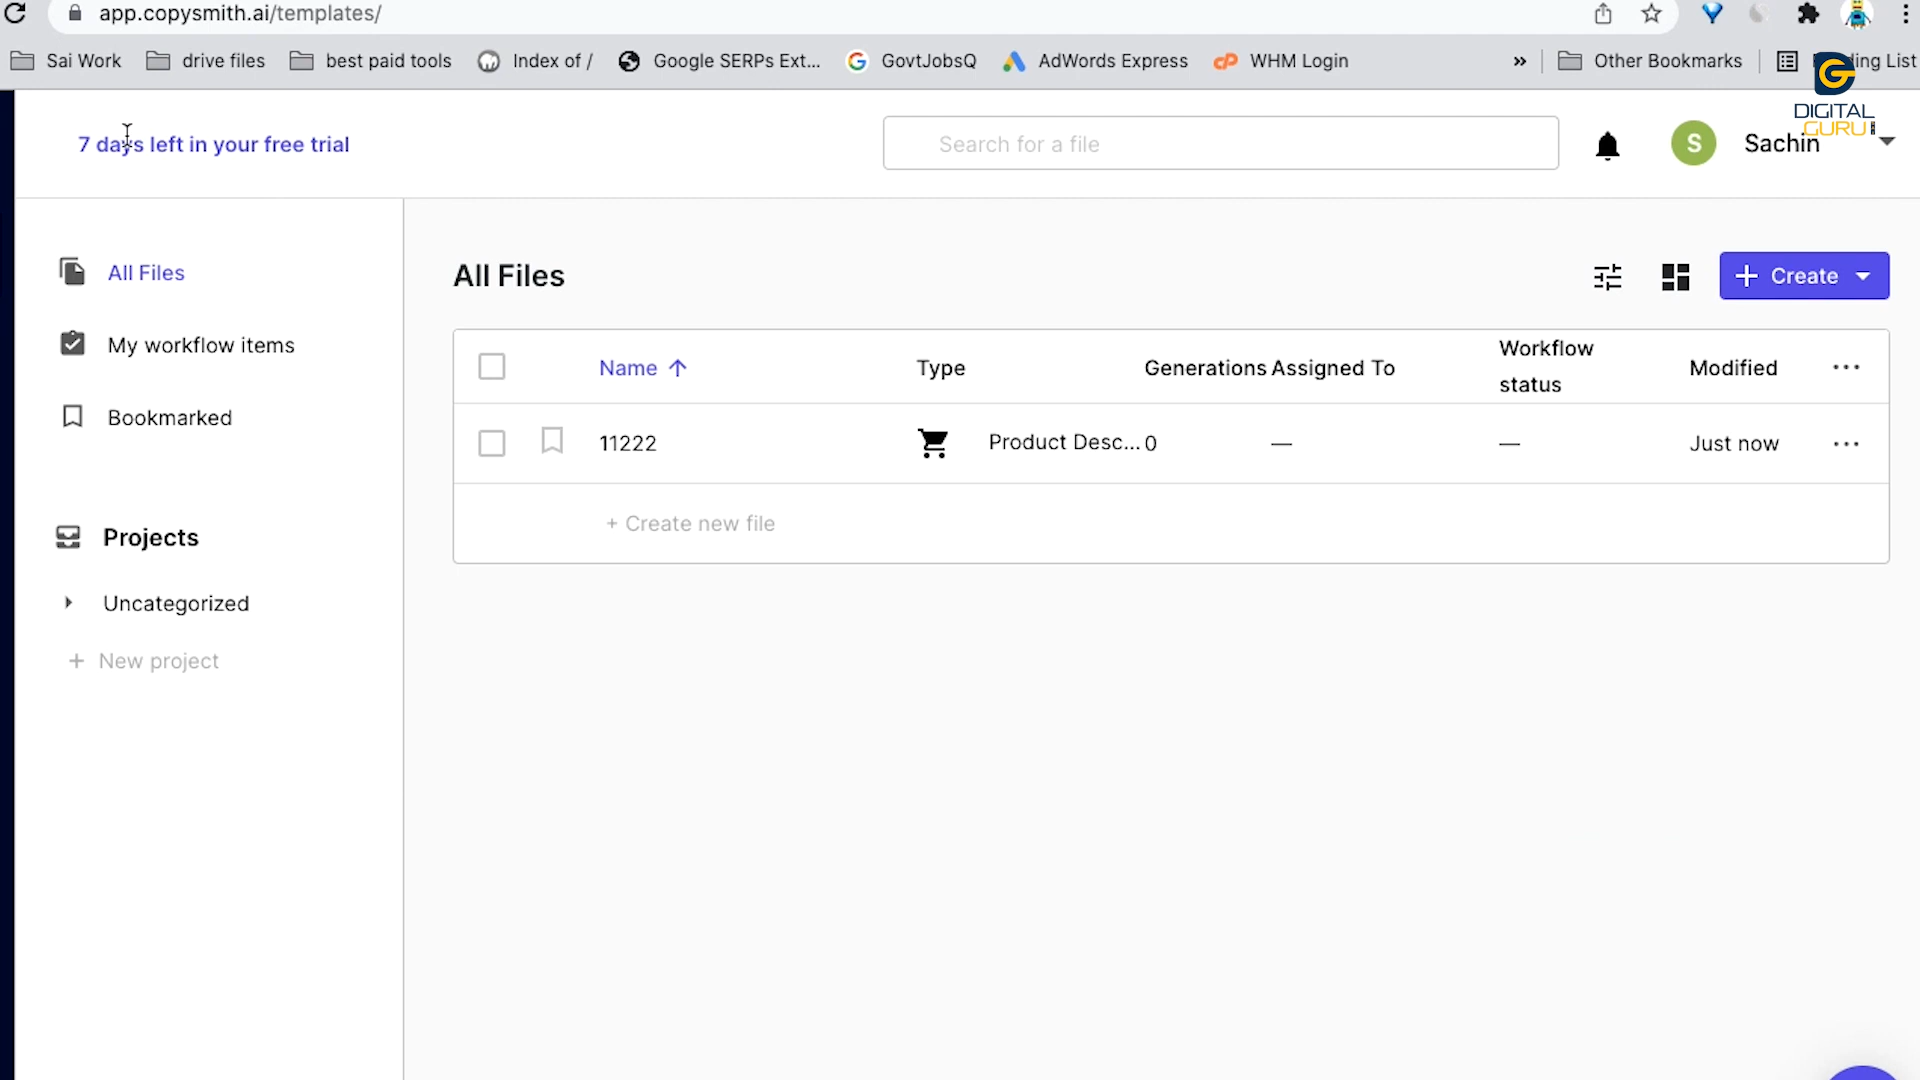 app.copysmith.ai/templates/
Sai Work drive files best paid tools Index of / Google SERPs Ext... GovtJobsQ AdWords Express WHM Login » Other Bookmarks ding List
DIGITAL
GURU
7 days left in your free trial Search for a file S Sachin
All Files
My workflow items
Bookmarked
Projects
Uncategorized
+ New project
All Files + Create
Name ↑ Type Generations Assigned To Workflow status Modified ...
11222 Product Desc... 0 — — Just now ...
+ Create new file